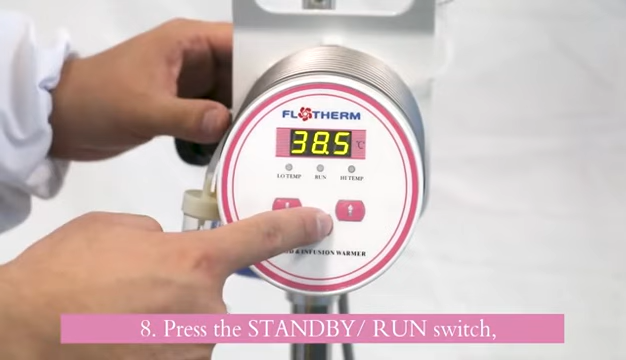 FLOTHERM
38.5 °C
LO TEMP RUN HI TEMP
& INFUSION WARMER
8. Press the STANDBY/ RUN switch,